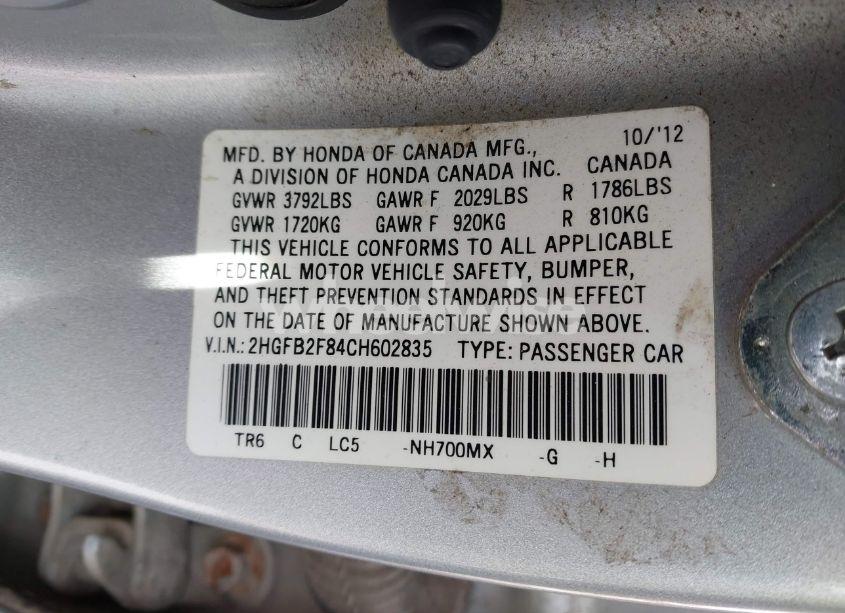 10/'12
MFD. BY HONDA OF CANADA MFG.,
A DIVISION OF HONDA CANADA INC. CANADA
GVWR 3792LBS GAWR F 2029LBS R 1786LBS
GVWR 1720KG GAWR F 920KG R 810KG
THIS VEHICLE CONFORMS TO ALL APPLICABLE
FEDERAL MOTOR VEHICLE SAFETY, BUMPER,
AND THEFT PREVENTION STANDARDS IN EFFECT
ON THE DATE OF MANUFACTURE SHOWN ABOVE.
V.I.N.: 2HGFB2F84CH602835 TYPE: PASSENGER CAR
TR6 C LC5 -NH700MX -G -H